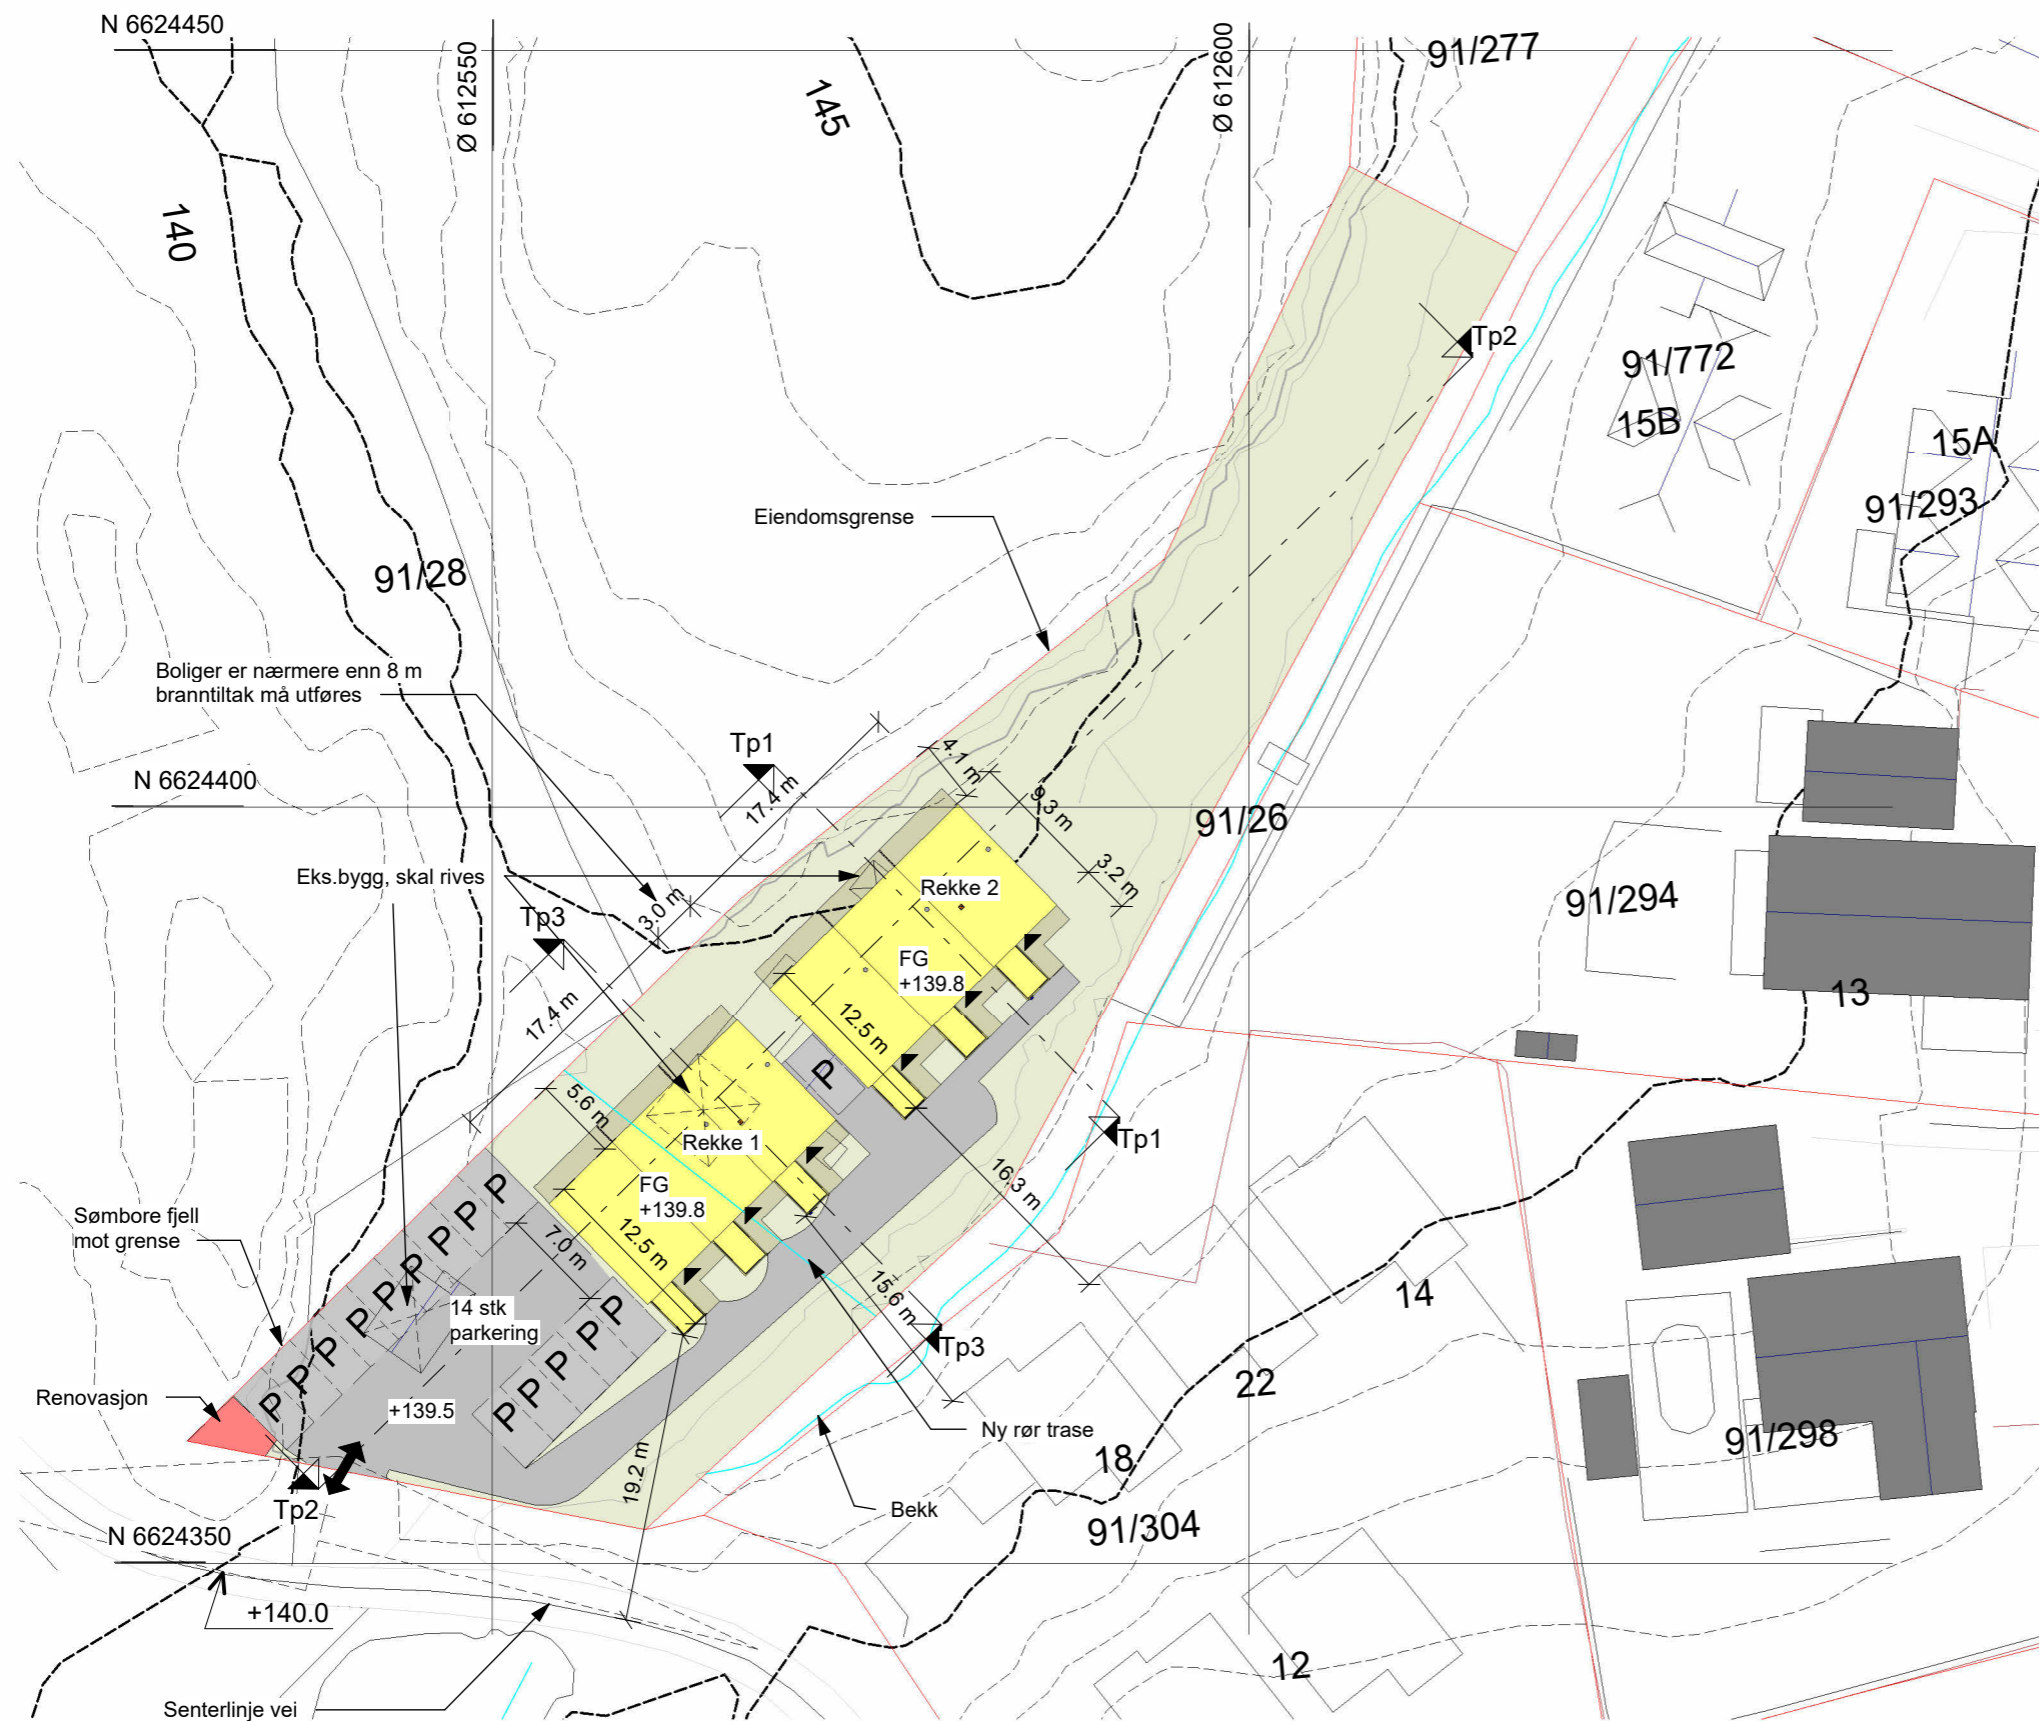 N 6624450
Ø 612550
Ø 612600
91/277
145
140
Tp2
91/772
15B
15A
91/293
Eiendomsgrense
91/28
Boliger er nærmere enn 8 m
branntiltak må utføres
Tp1
17.4 m
4.1 m
N 6624400
9.3 m
91/26
3.2 m
Eks.bygg, skal rives
Rekke 2
3.0 m
Tp3
91/294
FG
+139.8
13
17.4 m
12.5 m
P
5.6 m
Rekke 1
Tp1
16.3 m
FG
+139.8
P
P
P
P
P
P
P
P
P
Sømbore fjell
mot grense
7.0 m
12.5 m
15.6 m
14
14 stk
parkering
P
P
P
P
Tp3
22
Renovasjon
+139.5
Ny rør trase
91/298
18
19.2 m
Tp2
Bekk
91/304
N 6624350
+140.0
12
Senterlinje vei